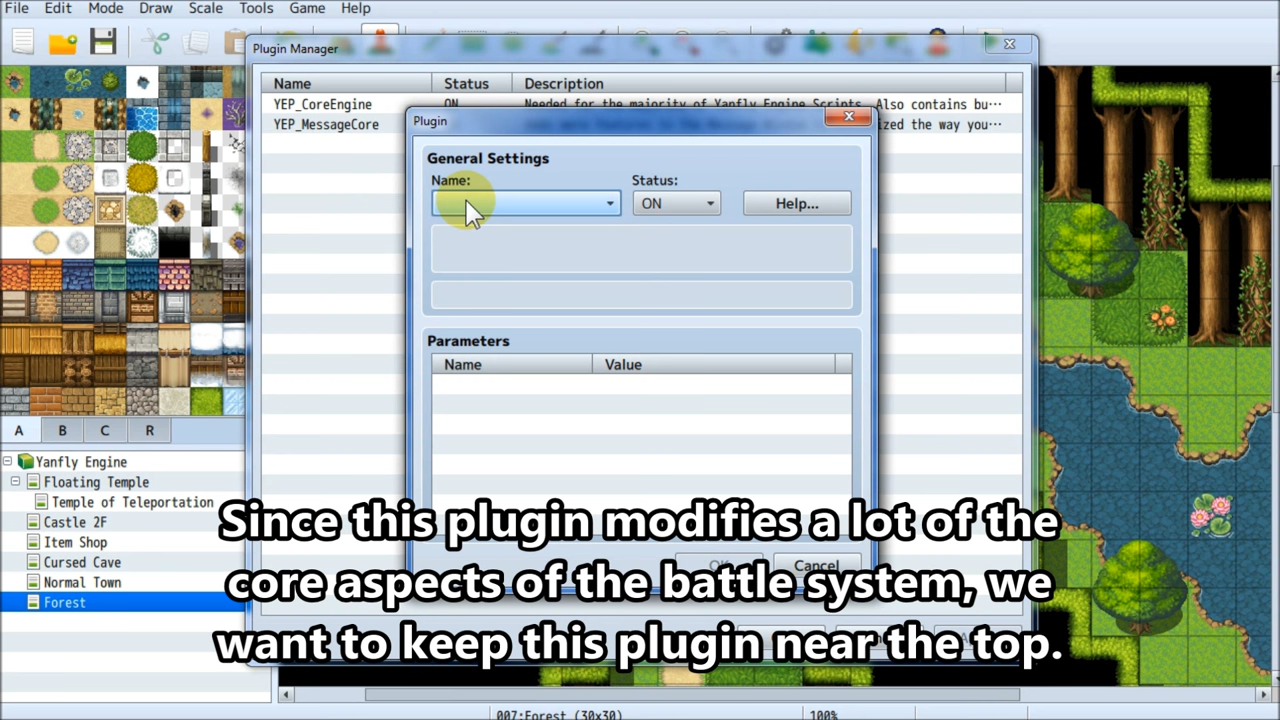 File Edit Mode Draw Scale Tools Game Help
Plugin Manager
Name Status Description
YEP_CoreEngine ON Needed for the majority of Yanfly Engine Scripts. Also contains bu…
YEP_MessageCore ized the way you…
Plugin
General Settings
Name: Status:
ON Help...
Parameters
Name Value
A B C R
Yanfly Engine
Floating Temple
Temple of Teleportation
Castle 2F
Item Shop
Cursed Cave
Normal Town
Forest
Cancel
Since this plugin modifies a lot of the
core aspects of the battle system, we
want to keep this plugin near the top.
007:Forest (30x30) 100%